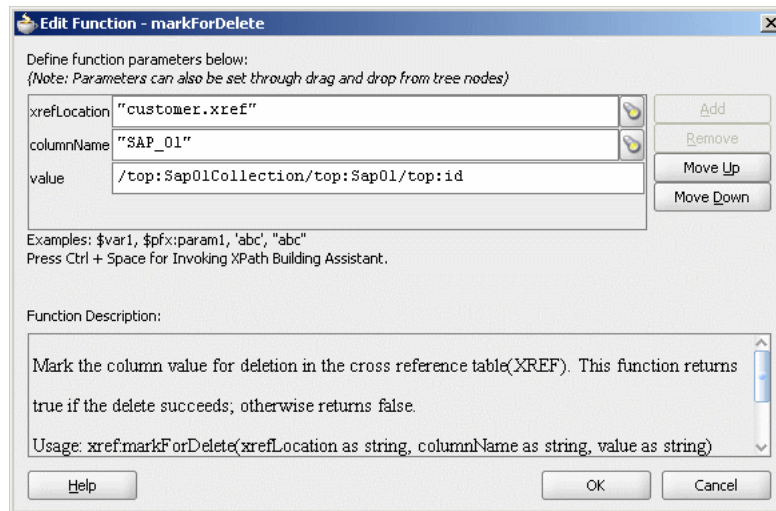 Edit Function - markForDelete
Define function parameters below:
(Note: Parameters can also be set through drag and drop from tree nodes)
xrefLocation "customer.xref"
Add
columnName "SAP_01"
Remove
value /top:Sap01Collection/top:Sap01/top:id
Move Up
Move Down
Examples: $var1, $pfx:param1, 'abc', "abc"
Press Ctrl + Space for Invoking XPath Building Assistant.
Function Description:
Mark the column value for deletion in the cross reference table(XREF). This function returns
true if the delete succeeds; otherwise returns false.
Usage: xref:markForDelete(xrefLocation as string, columnName as string, value as string)
Help OK Cancel